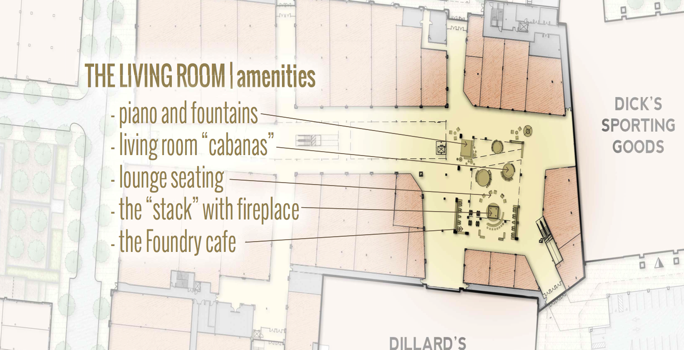 THE LIVING ROOM | amenities
- piano and fountains
- living room “cabanas”
- lounge seating
- the “stack” with fireplace
- the Foundry cafe
DICK'S
SPORTING
GOODS
DILLARD'S